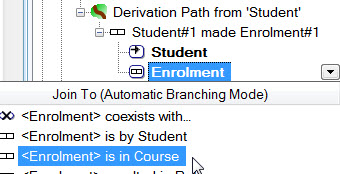 Derivation Path from 'Student'
Student#1 made Enrolment#1
Student
Enrolment
Join To (Automatic Branching Mode)
<Enrolment> coexists with...
<Enrolment> is by Student
<Enrolment> is in Course